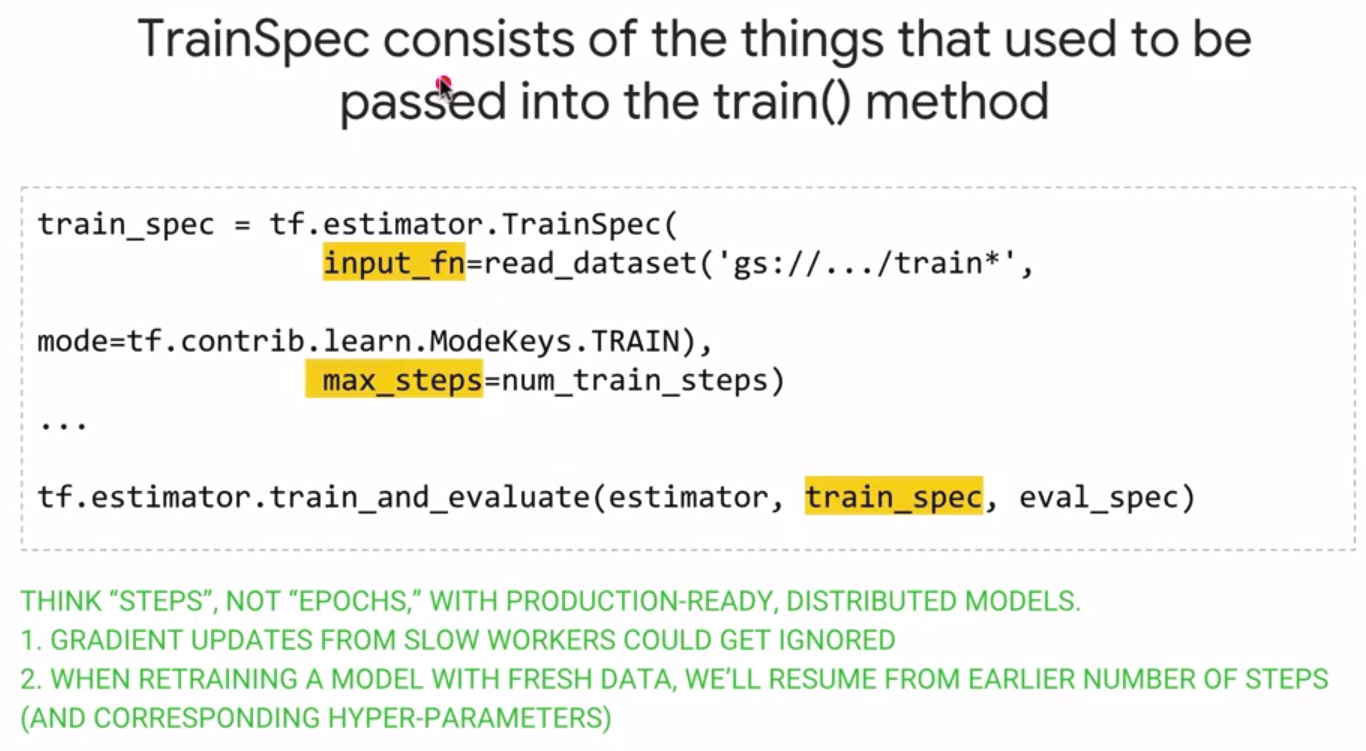 TrainSpec consists of the things that used to be
passed into the train() method
train_spec = tf.estimator.TrainSpec(
input_fn=read_dataset('gs://.../train*',
mode=tf.contrib.learn.ModeKeys.TRAIN),
max_steps=num_train_steps)
...
tf.estimator.train_and_evaluate(estimator, train_spec, eval_spec)
THINK “STEPS”, NOT “EPOCHS,” WITH PRODUCTION-READY, DISTRIBUTED MODELS.
1. GRADIENT UPDATES FROM SLOW WORKERS COULD GET IGNORED
2. WHEN RETRAINING A MODEL WITH FRESH DATA, WE’LL RESUME FROM EARLIER NUMBER OF STEPS
(AND CORRESPONDING HYPER-PARAMETERS)